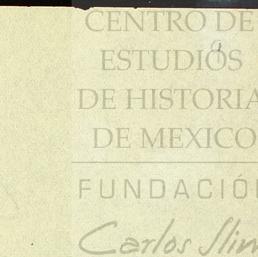 CENTRO DE
ESTUDIOS
DE HISTORIA
DE MEXICO
FUNDACIÓN
Carlos Slim